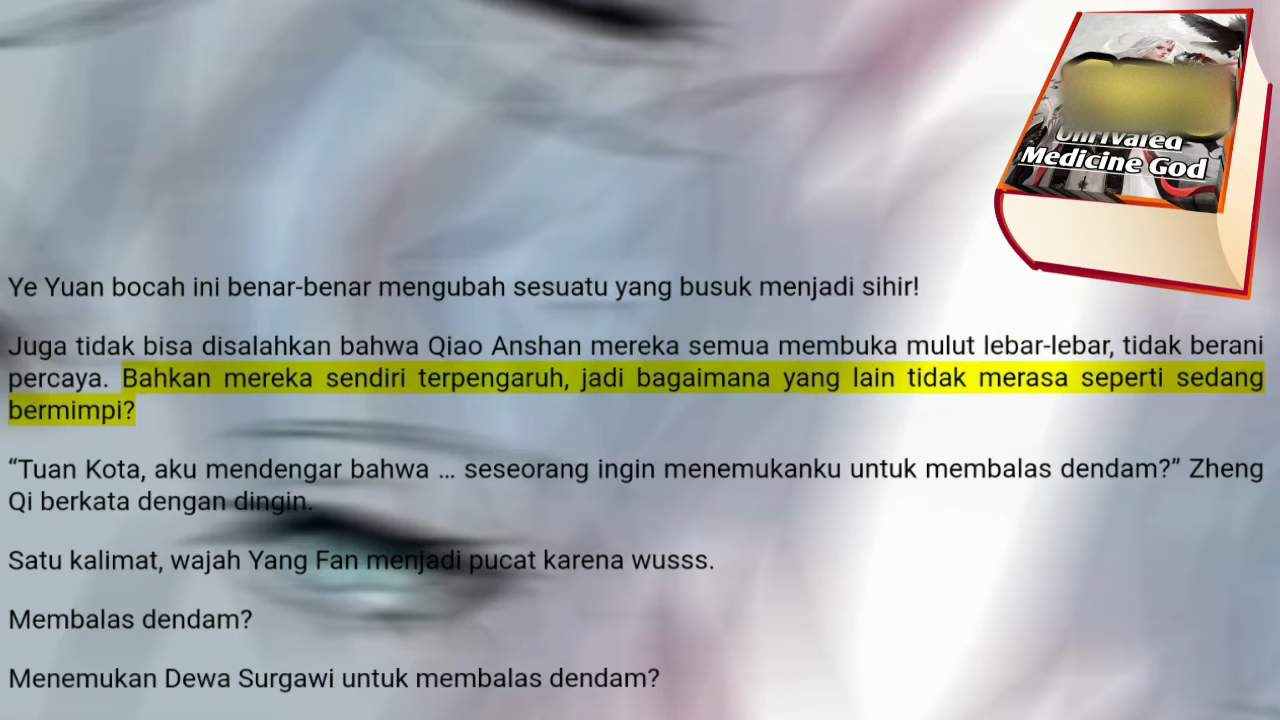 Unrivaled
Medicine God
Ye Yuan bocah ini benar-benar mengubah sesuatu yang busuk menjadi sihir!
Juga tidak bisa disalahkan bahwa Qiao Anshan mereka semua membuka mulut lebar-lebar, tidak berani
percaya. Bahkan mereka sendiri terpengaruh, jadi bagaimana yang lain tidak merasa seperti sedang
bermimpi?
“Tuan Kota, aku mendengar bahwa … seseorang ingin menemukanku untuk membalas dendam?” Zheng
Qi berkata dengan dingin.
Satu kalimat, wajah Yang Fan menjadi pucat karena wusss.
Membalas dendam?
Menemukan Dewa Surgawi untuk membalas dendam?